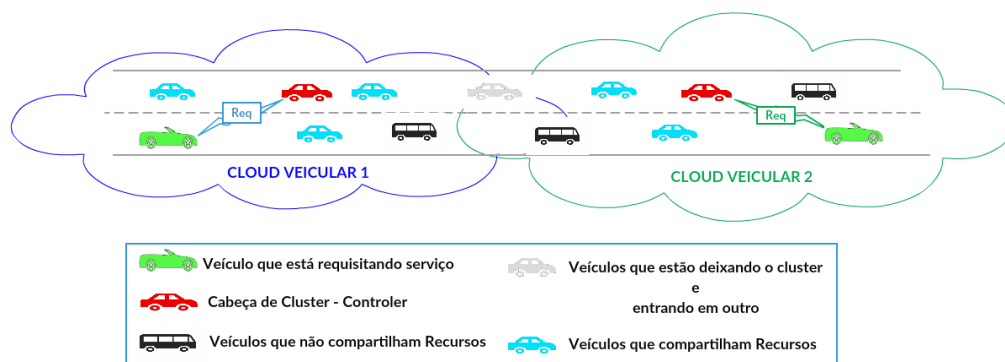 Req
Req
CLOUD VEICULAR 1
CLOUD VEICULAR 2
Veículo que está requisitando serviço
Cabeça de Cluster - Controler
Veículos que não compartilham Recursos
Veículos que estão deixando o cluster
e
entrando em outro
Veículos que compartilham Recursos